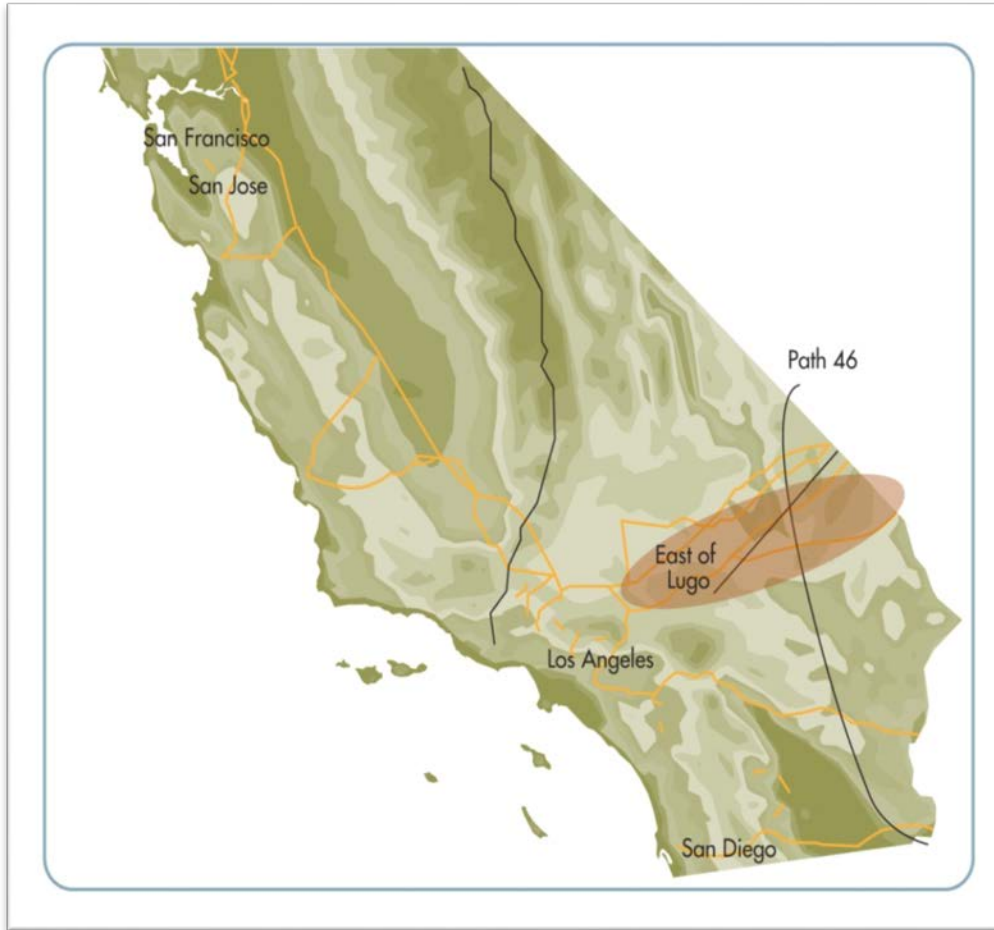 San Francisco
San Jose
Path 46
East of
Lugo
Los Angeles
San Diego